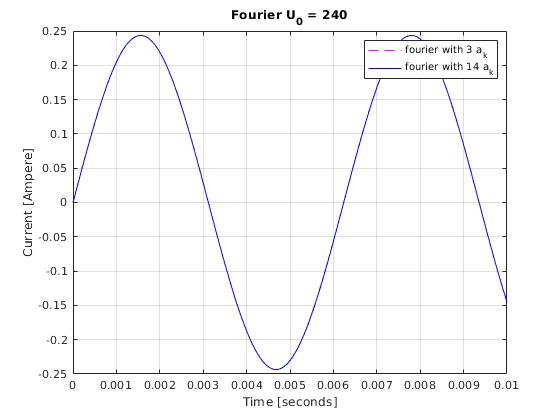 Fourier U0 = 240
fourier with 3 ak
fourier with 14 ak
Current [Ampere]
0.25
0.2
0.15
0.1
0.05
0
-0.05
-0.1
-0.15
-0.2
-0.25
0 0.001 0.002 0.003 0.004 0.005 0.006 0.007 0.008 0.009 0.01
Time [seconds]